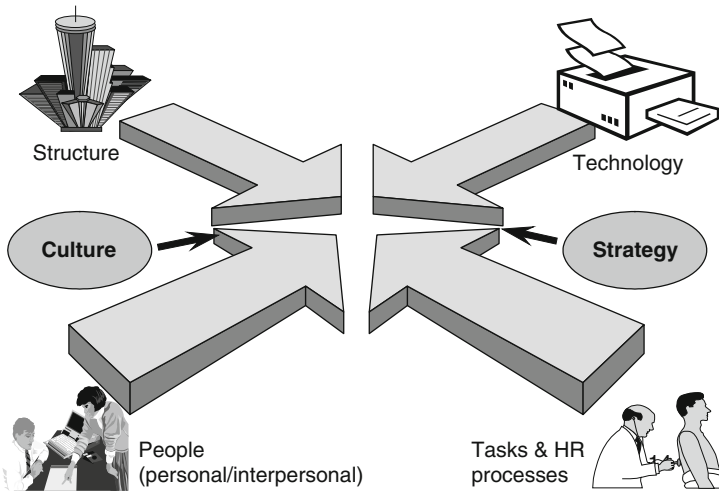 Structure
Technology
Culture
Strategy
People
(personal/interpersonal)
Tasks & HR
processes